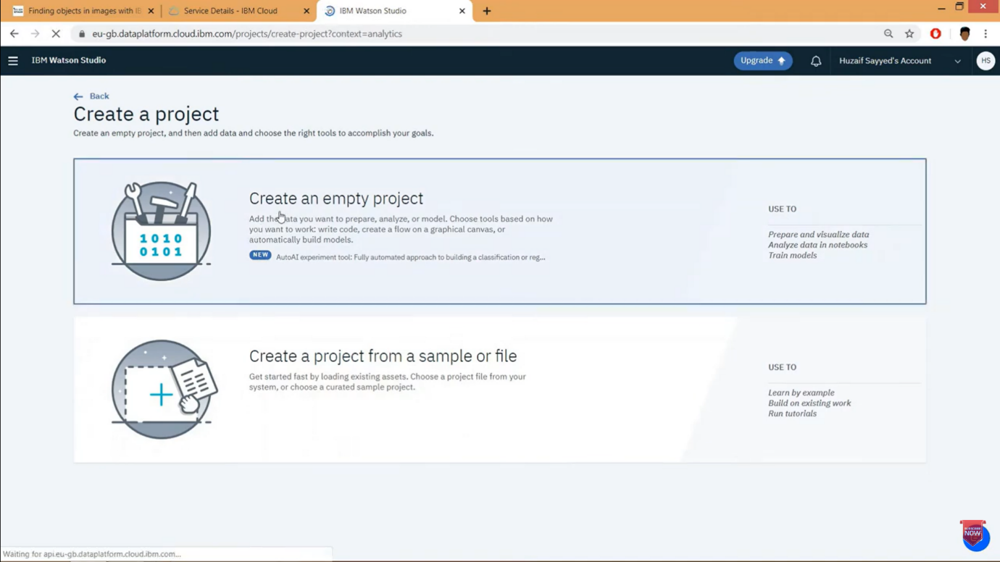 Finding objects in images with IB
Service Details - IBM Cloud
IBM Watson Studio
eu-gb.dataplatform.cloud.ibm.com/projects/create-project?context=analytics
IBM Watson Studio
Upgrade
Huzaif Sayyed's Account
HS
Back
Create a project
Create an empty project, and then add data and choose the right tools to accomplish your goals.
1010
0101
Create an empty project
Add the data you want to prepare, analyze, or model. Choose tools based on how
you want to work: write code, create a flow on a graphical canvas, or
automatically build models.
NEW AutoAI experiment tool: Fully automated approach to building a classification or reg...
USE TO
Prepare and visualize data
Analyze data in notebooks
Train models
Create a project from a sample or file
Get started fast by loading existing assets. Choose a project file from your
system, or choose a curated sample project.
USE TO
Learn by example
Build on existing work
Run tutorials
NOW
Waiting for api.eu-gb.dataplatform.cloud.ibm.com...